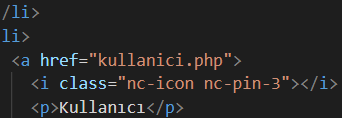 /li>
li>
<a href="kullanici.php">
<i class="nc-icon nc-pin-3"></i>
<p>Kullanıcı</p>